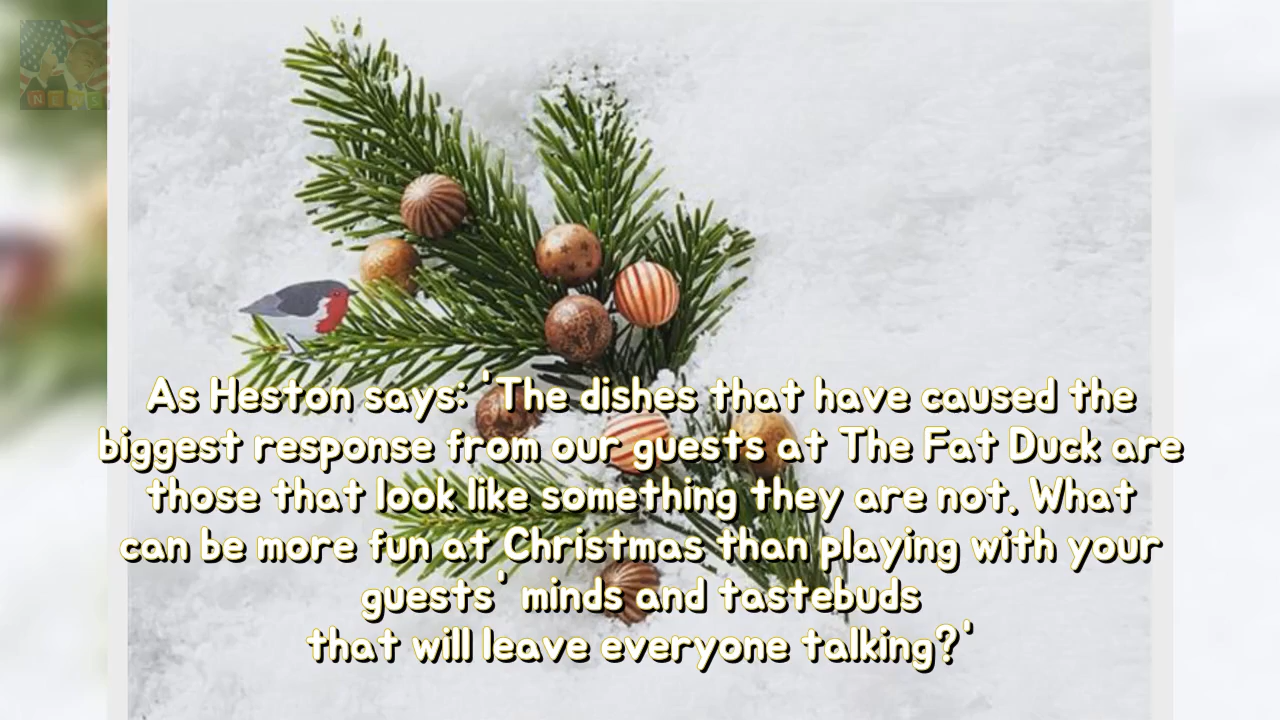 NEWS
As Heston says: 'The dishes that have caused the
biggest response from our guests at The Fat Duck are
those that look like something they are not. What
can be more fun at Christmas than playing with your
guests' minds and tastebuds
that will leave everyone talking?'